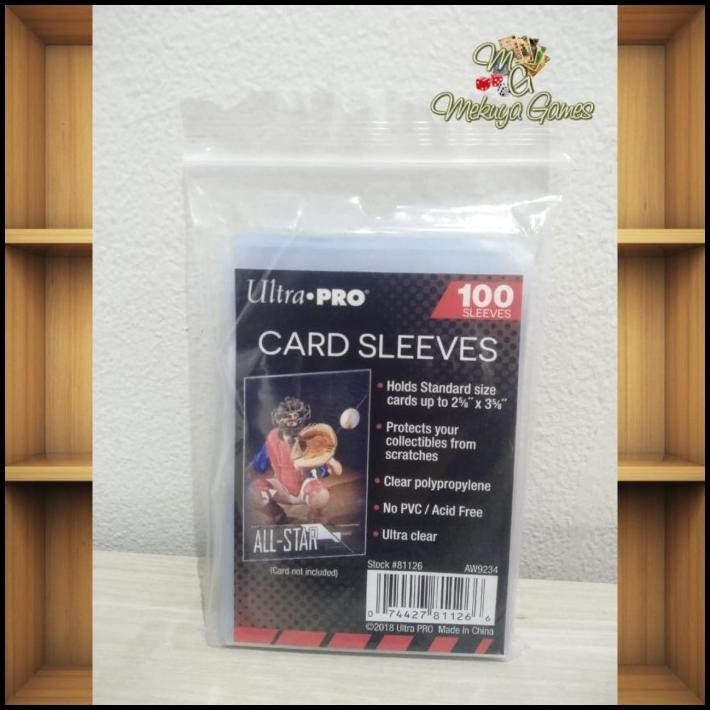 MG
Mekuya Games
Ultra•PRO®
100
SLEEVES
CARD SLEEVES
• Holds Standard size
cards up to 2⅝" x 3⅝"
• Protects your
collectibles from
scratches
• Clear polypropylene
• No PVC / Acid Free
• Ultra clear
ALL-STAR
(Card not included)
Stock #81126
AW9234
0 74427 81126 6
©2018 Ultra PRO Made In China